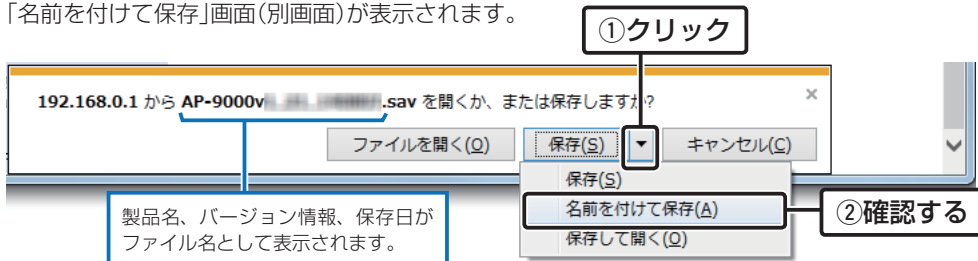 「名前を付けて保存」画面(別画面)が表示されます。
①クリック
192.168.0.1 から AP-9000v .sav を開くか、または保存しますか?
ファイルを開く(O) 保存(S) キャンセル(C)
保存(S)
名前を付けて保存(A)
保存して開く(O)
②確認する
製品名、バージョン情報、保存日が
ファイル名として表示されます。